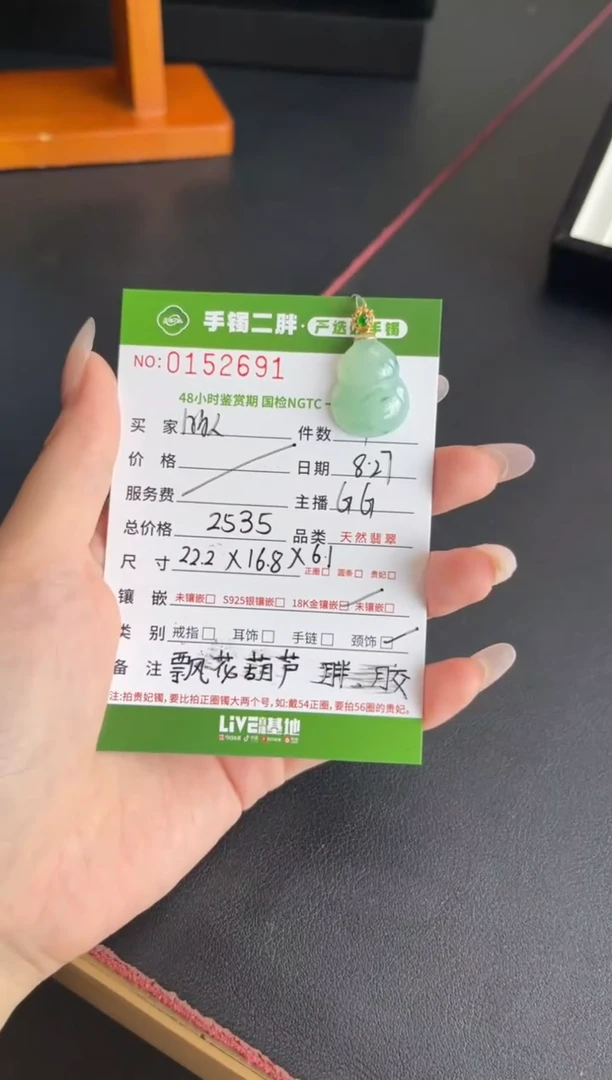 手镯二胖·严选 手镯
NO:0152691
48小时鉴赏期 国检NGTC
买 家 件数
价 格 日期 8.27
服务费 主播 GG
总价格 2535 品类 天然翡翠
尺 寸 22.2X16.8X6.1
正圈□ 圆条□ 贵妃□
镶 嵌 未镶嵌□ S925银镶嵌□ 18K金镶嵌□ 未镶嵌□
类 别 戒指□ 耳饰□ 手链□ 颈饰□
备 注 飘花葫芦 胖. 胶
注:拍贵妃镯,要比拍正圈镯大两个号,如:戴54正圈,要拍56圈的贵妃。
LiVE 基地